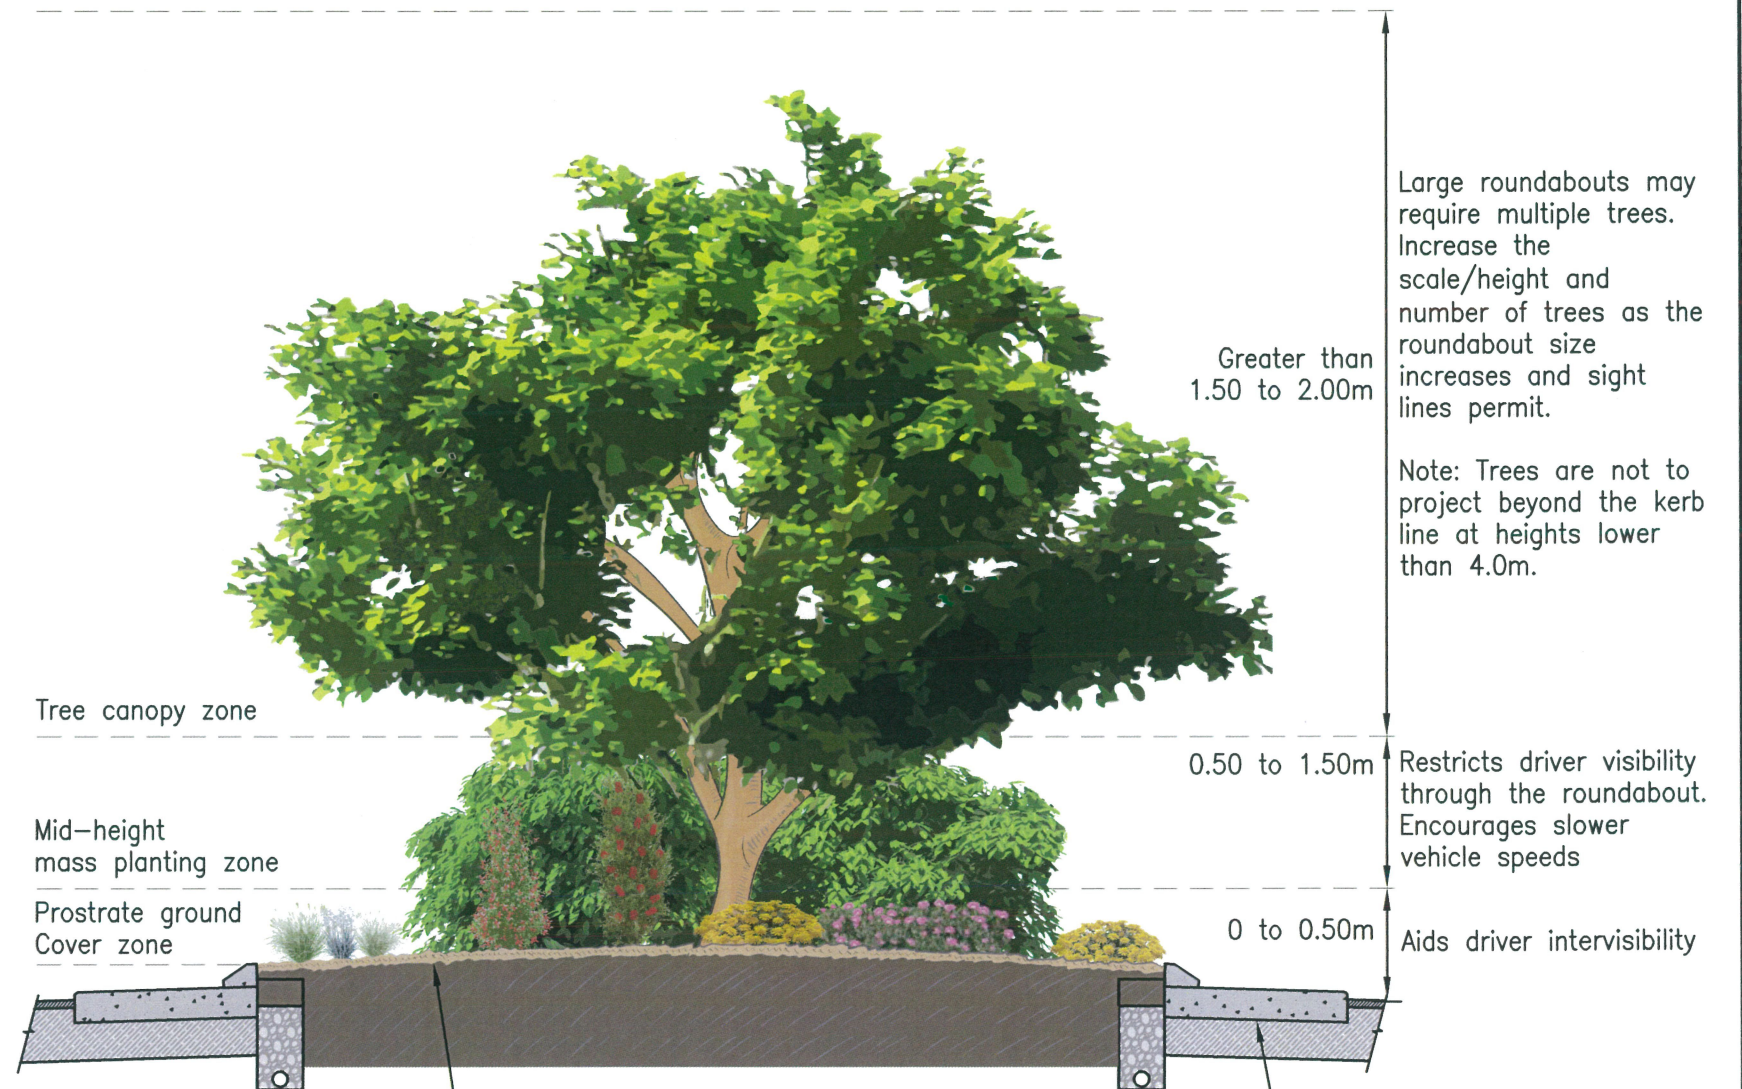 Large roundabouts may
require multiple trees.
Increase the
scale/height and
number of trees as the
roundabout size
increases and sight
lines permit.
Greater than
1.50 to 2.00m
Note: Trees are not to
project beyond the kerb
line at heights lower
than 4.0m.
Tree canopy zone
0.50 to 1.50m
Restricts driver visibility
through the roundabout.
Encourages slower
vehicle speeds
Mid-height
mass planting zone
Prostrate ground
Cover zone
0 to 0.50m
Aids driver intervisibility